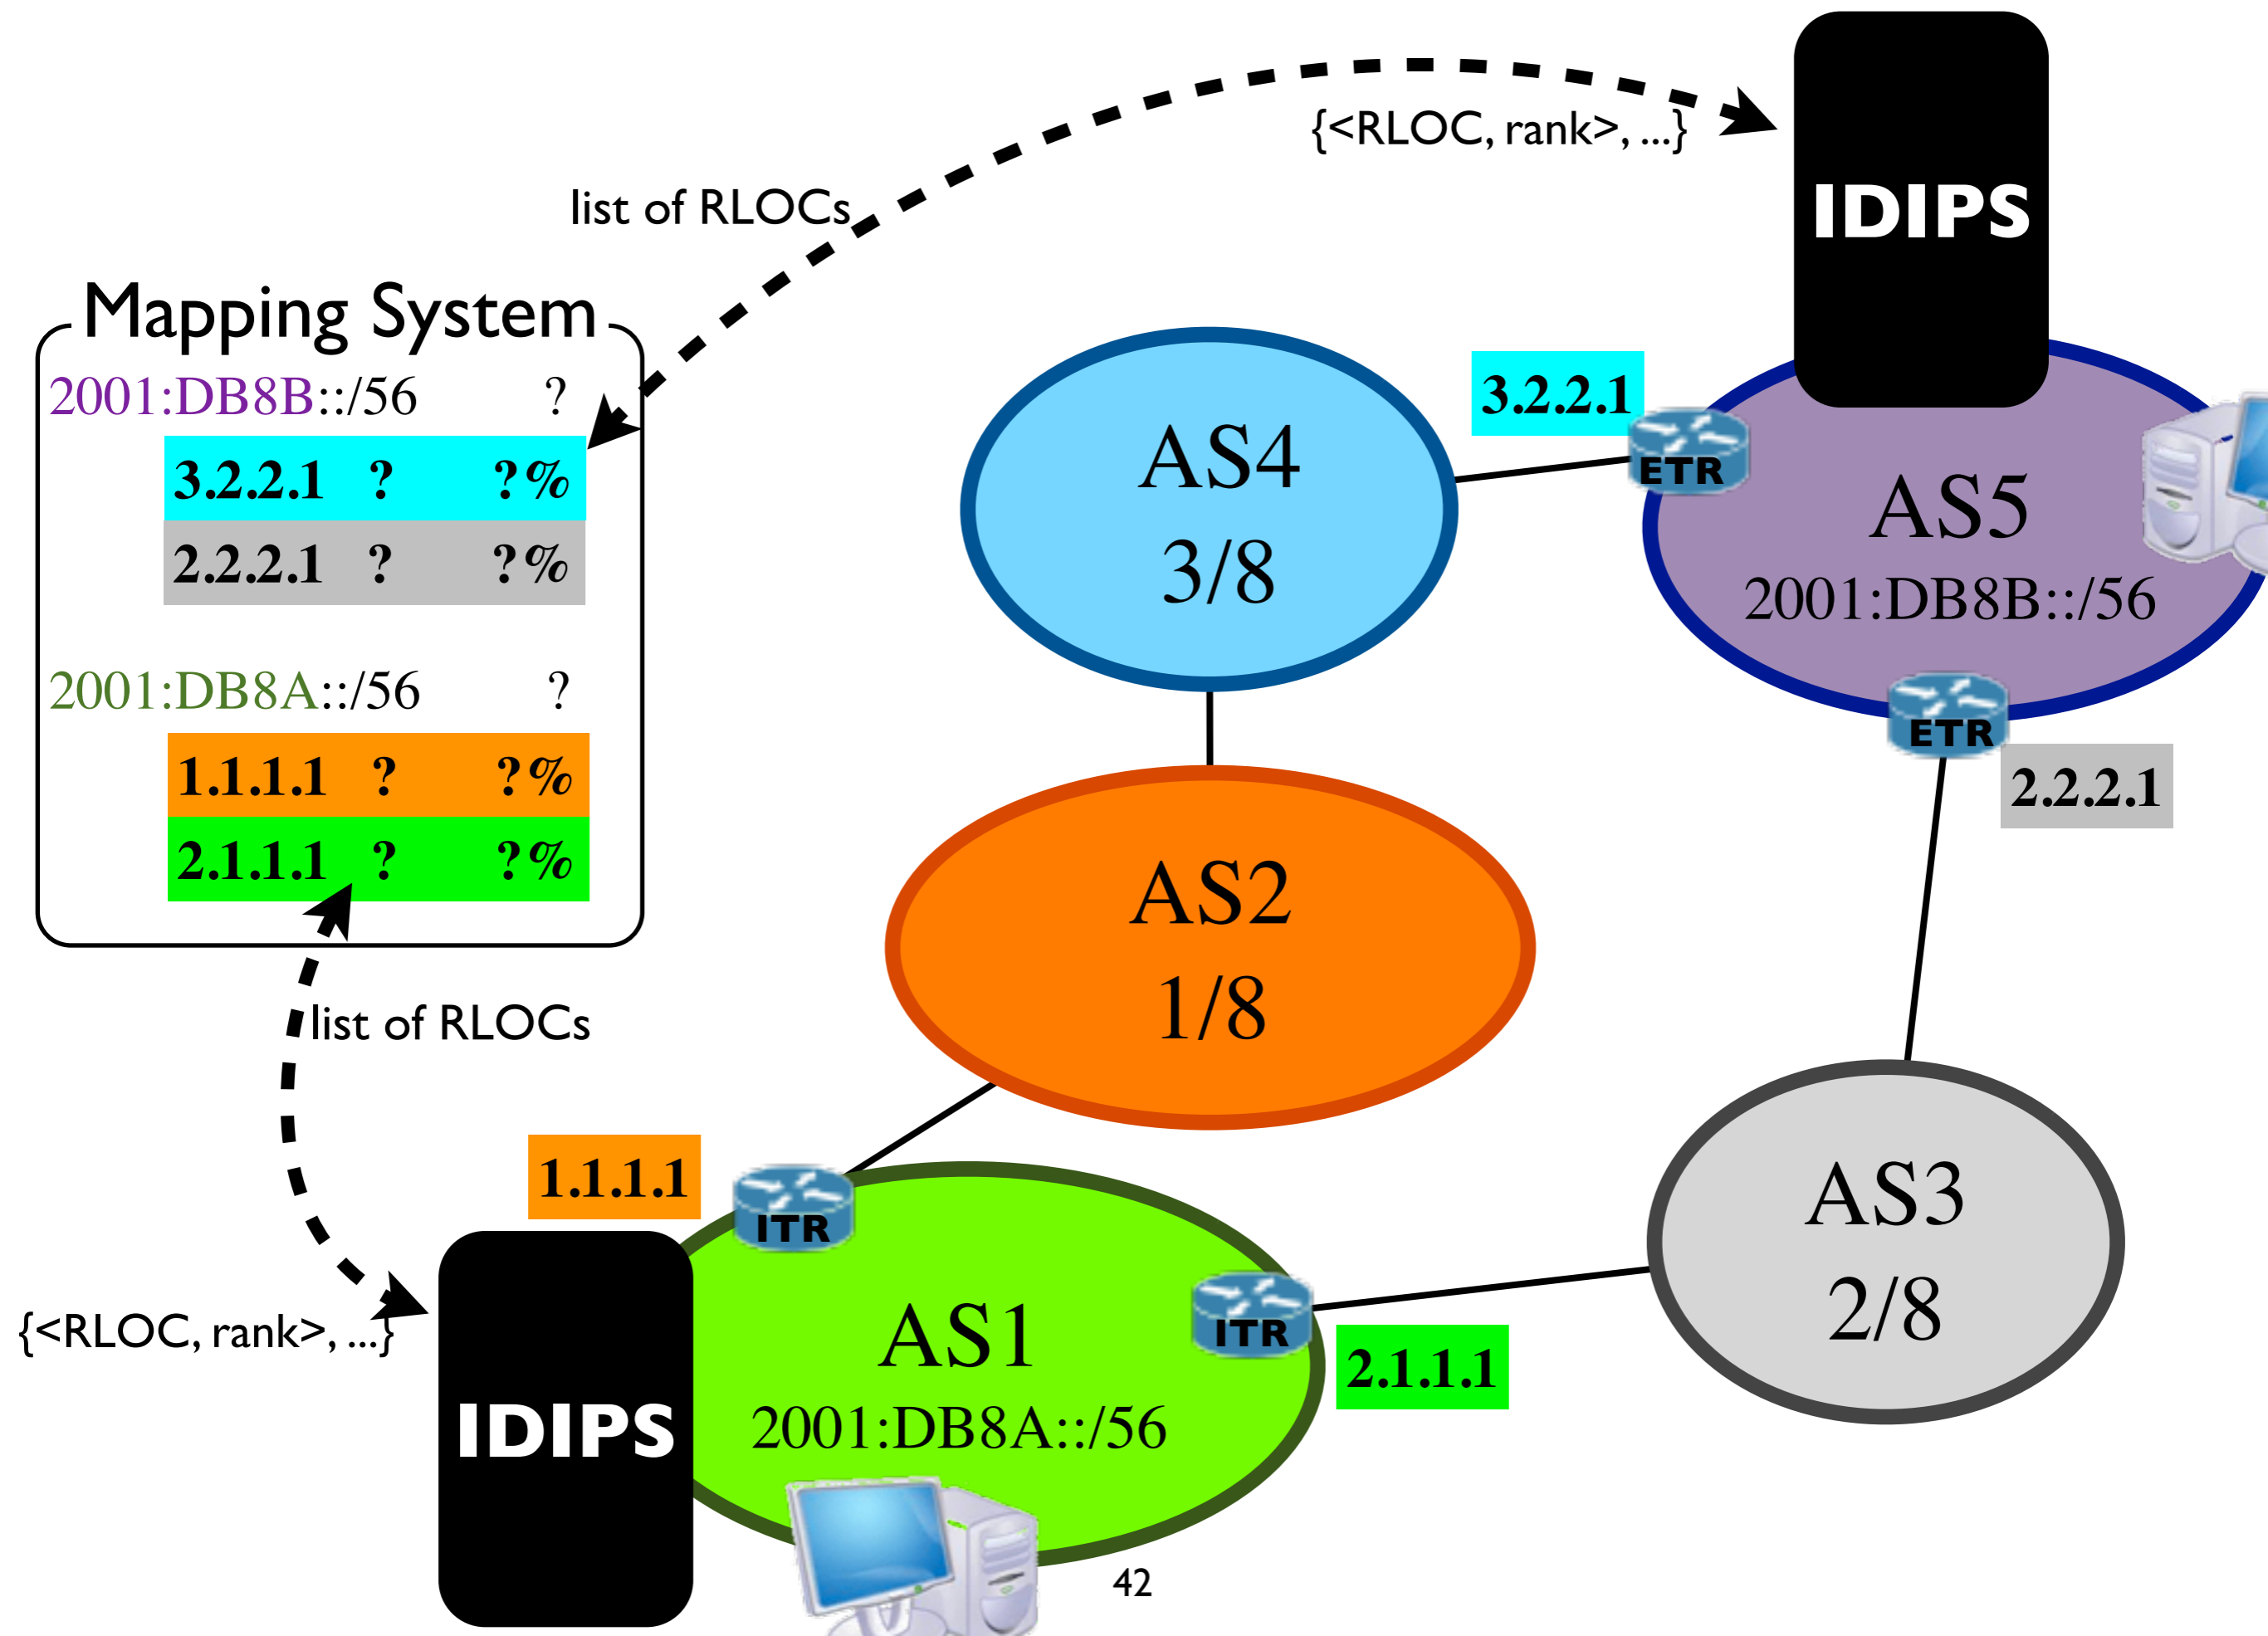 {<RLOC, rank>, ...}
IDIPS
list of RLOCs
Mapping System
2001:DB8B::/56 ?
3.2.2.1 ? ?%
2.2.2.1 ? ?%
2001:DB8A::/56 ?
1.1.1.1 ? ?%
2.1.1.1 ? ?%
AS4
3/8
3.2.2.1
ETR
AS5
2001:DB8B::/56
ETR
2.2.2.1
AS2
1/8
list of RLOCs
1.1.1.1
ITR
AS3
2/8
{<RLOC, rank>, ...}
IDIPS
AS1
2001:DB8A::/56
ITR
2.1.1.1
42